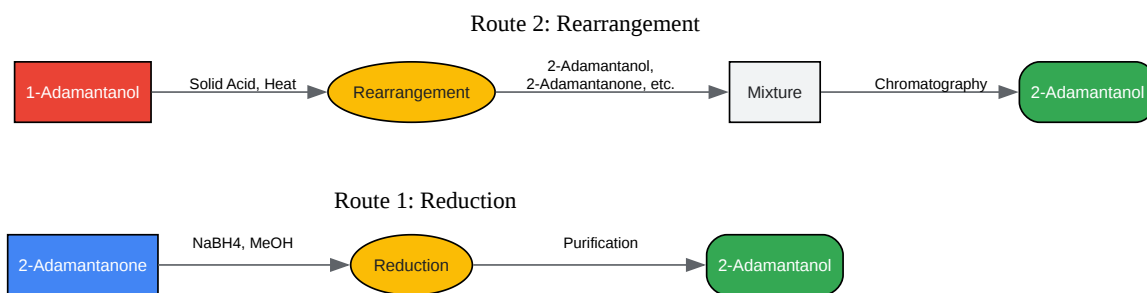 Route 2: Rearrangement
1-Adamantanol
Solid Acid, Heat
Rearrangement
2-Adamantanol,
2-Adamantanone, etc.
Mixture
Chromatography
2-Adamantanol
Route 1: Reduction
2-Adamantanone
NaBH4, MeOH
Reduction
Purification
2-Adamantanol